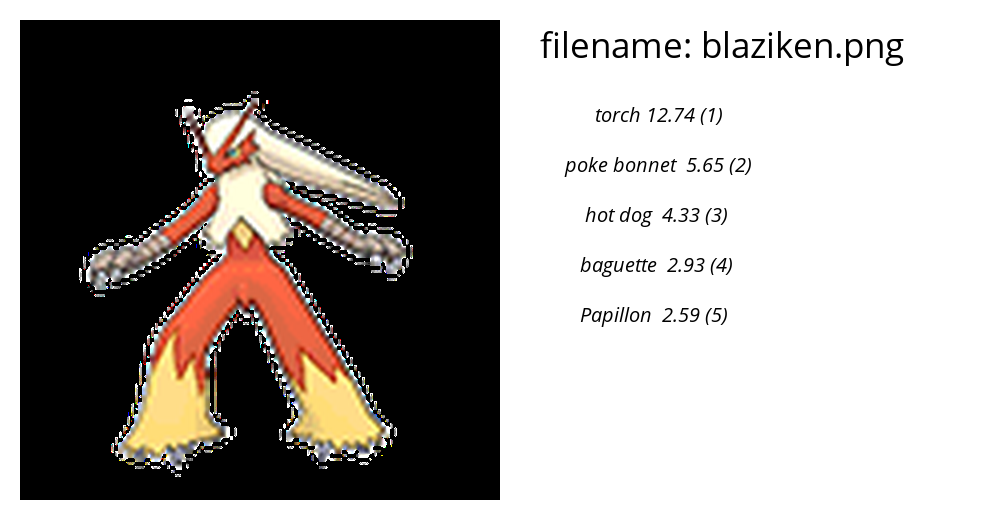 filename: blaziken.png
torch 12.74 (1)
poke bonnet 5.65 (2)
hot dog 4.33 (3)
baguette 2.93 (4)
Papillon 2.59 (5)